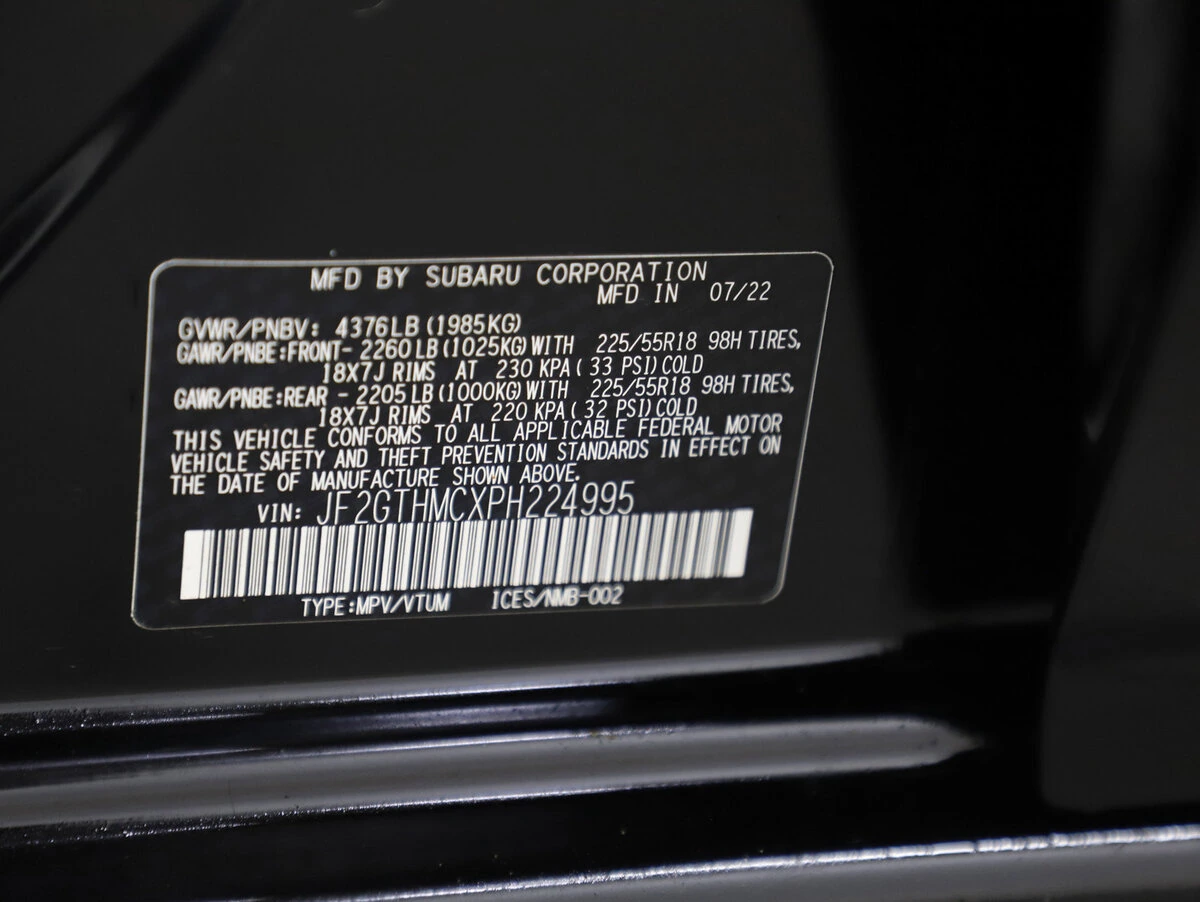 MFD BY SUBARU CORPORATION
MFD IN 07/22
GVWR/PNBV: 4376LB (1985KG)
GAWR/PNBE:FRONT- 2260LB (1025KG)WITH 225/55R18 98H TIRES,
18X7J RIMS AT 230 KPA( 33 PSI)COLD
GAWR/PNBE:REAR - 2205LB (1000KG)WITH 225/55R18 98H TIRES,
18X7J RIMS AT 220 KPA( 32 PSI)COLD
THIS VEHICLE CONFORMS TO ALL APPLICABLE FEDERAL MOTOR
VEHICLE SAFETY AND THEFT PREVENTION STANDARDS IN EFFECT ON
THE DATE OF MANUFACTURE SHOWN ABOVE.
VIN: JF2GTHMCXPH224995
TYPE:MPV/VTUM ICES/NMB-002